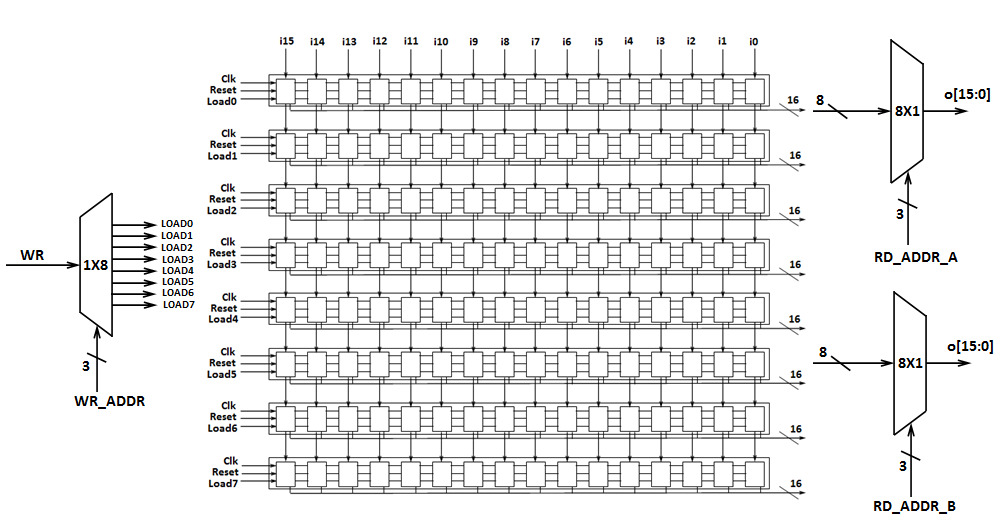 i15 i14 i13 i12 i11 i10 i9 i8 i7 i6 i5 i4 i3 i2 i1 i0
Clk
Reset
Load0
16
Clk
Reset
Load1
16
Clk
Reset
Load2
16
Clk
Reset
Load3
16
Clk
Reset
Load4
16
Clk
Reset
Load5
16
Clk
Reset
Load6
16
Clk
Reset
Load7
16
WR
1X8
LOAD0
LOAD1
LOAD2
LOAD3
LOAD4
LOAD5
LOAD6
LOAD7
3
WR_ADDR
8
8X1
o[15:0]
3
RD_ADDR_A
8
8X1
o[15:0]
3
RD_ADDR_B